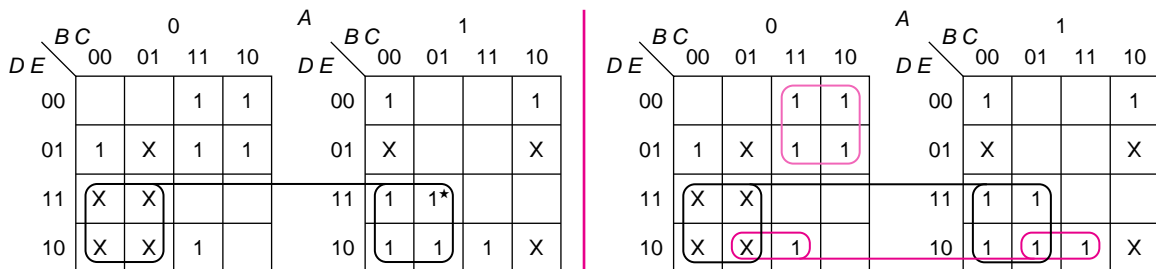 A A
0 1 0 1
B C B C B C B C
00 01 11 10 00 01 11 10 00 01 11 10 00 01 11 10
D E D E D E D E
00 1 1 00 1 1 00 1 1 00 1 1
01 1 X 1 1 01 X X 01 1 X 1 1 01 X X
11 X X 11 1 1★ 11 X X 11 1 1
10 X X 1 10 1 1 1 X 10 X X 1 10 1 1 1 X